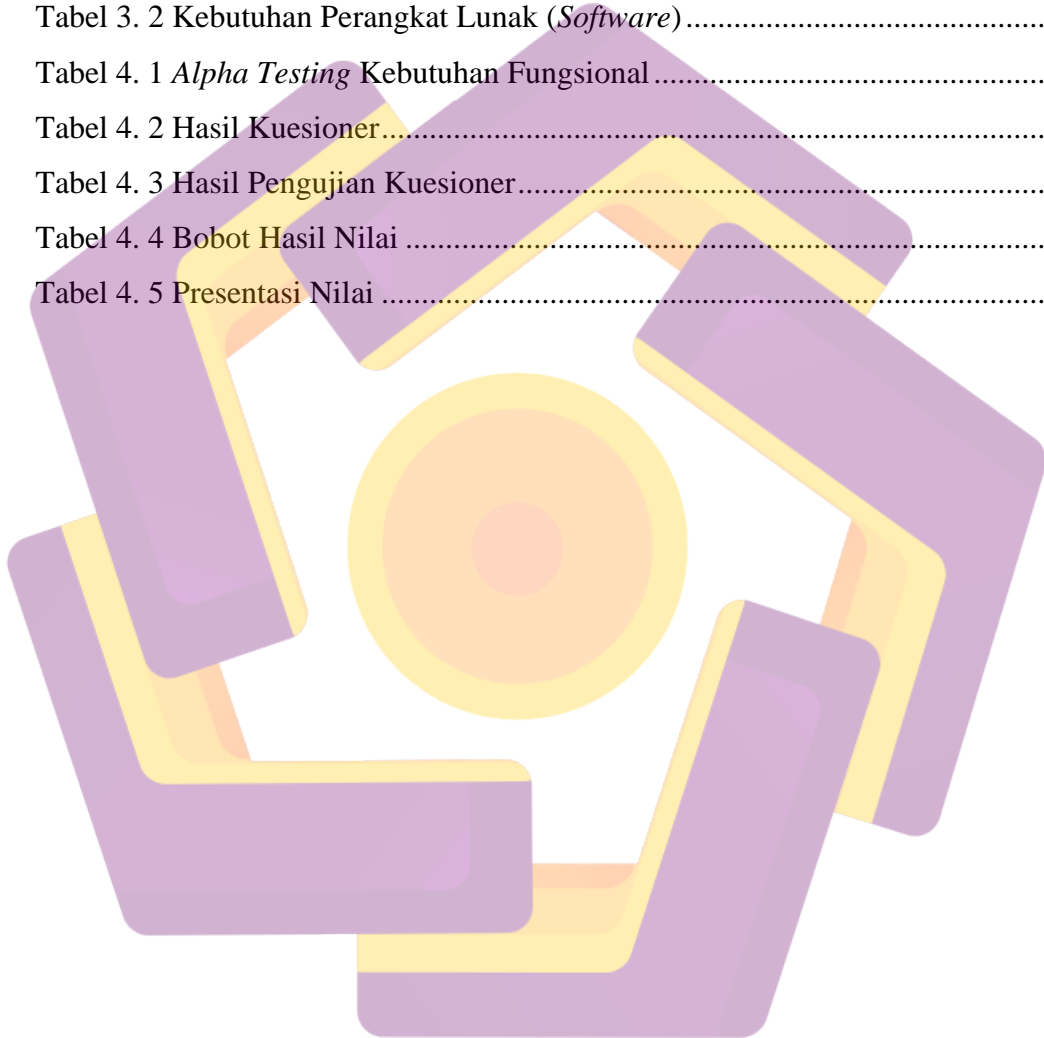 Tabel 3. 2 Kebutuhan Perangkat Lunak (Software)........................................
Tabel 4. 1 Alpha Testing Kebutuhan Fungsional............................................
Tabel 4. 2 Hasil Kuesioner...........................................................................
Tabel 4. 3 Hasil Pengujian Kuesioner...........................................................
Tabel 4. 4 Bobot Hasil Nilai ........................................................................
Tabel 4. 5 Presentasi Nilai ...........................................................................